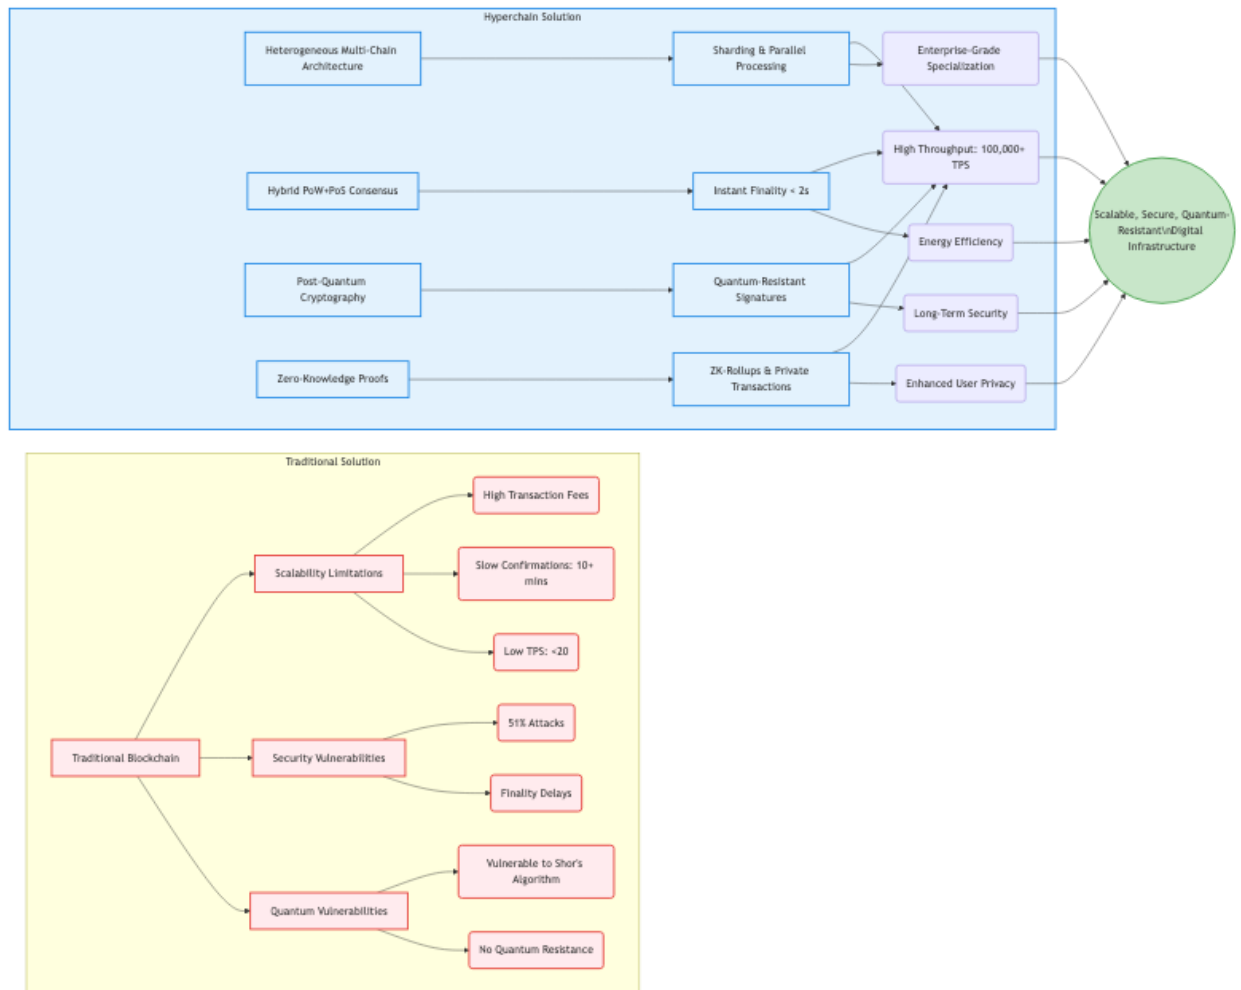 Hyperchain Solution
Heterogeneous Multi-Chain
Architecture
Sharding & Parallel
Processing
Enterprise-Grade
Specialization
High Throughput: 100,000+
TPS
Hybrid PoW+PoS Consensus
Instant Finality < 2s
Scalable, Secure, Quantum-
Resistant\nDigital
Infrastructure
Energy Efficiency
Post-Quantum
Cryptography
Quantum-Resistant
Signatures
Long-Term Security
Zero-Knowledge Proofs
ZK-Rollups & Private
Transactions
Enhanced User Privacy
Traditional Solution
High Transaction Fees
Scalability Limitations
Slow Confirmations: 10+
mins
Low TPS: <20
51% Attacks
Traditional Blockchain
Security Vulnerabilities
Finality Delays
Vulnerable to Shor's
Algorithm
Quantum Vulnerabilities
No Quantum Resistance